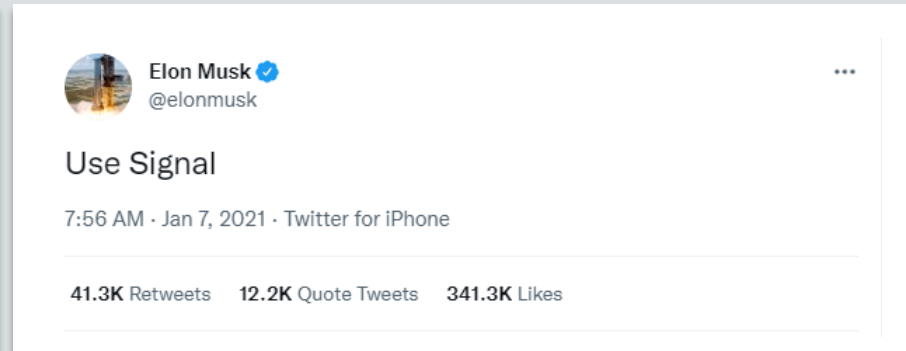 Elon Musk
@elonmusk
Use Signal
7:56 AM · Jan 7, 2021 · Twitter for iPhone
41.3K Retweets 12.2K Quote Tweets 341.3K Likes